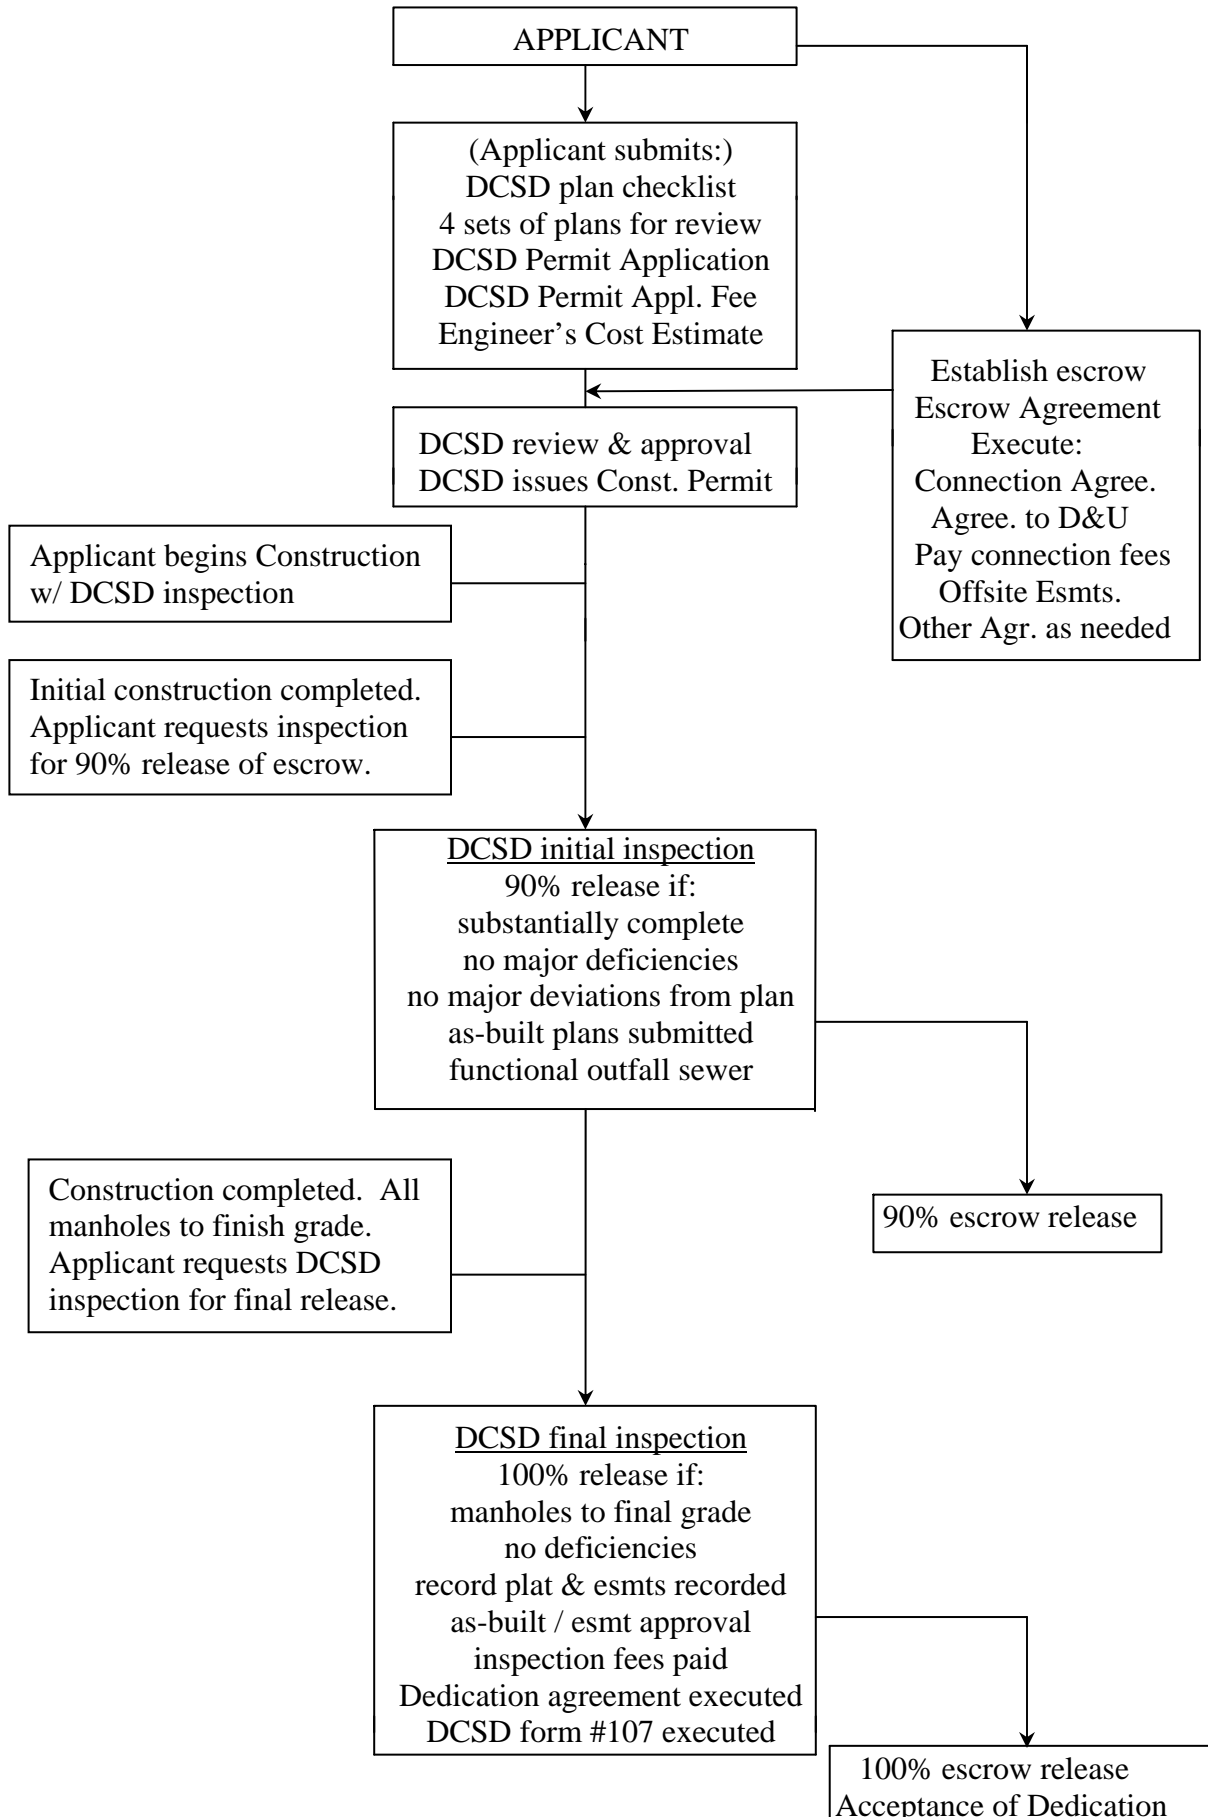 APPLICANT
(Applicant submits:)
DCSD plan checklist
4 sets of plans for review
DCSD Permit Application
DCSD Permit Appl. Fee
Engineer’s Cost Estimate
Establish escrow
Escrow Agreement
Execute:
Connection Agree.
Agree. to D&U
Pay connection fees
Offsite Esmts.
Other Agr. as needed
DCSD review & approval
DCSD issues Const. Permit
Applicant begins Construction
w/ DCSD inspection
Initial construction completed.
Applicant requests inspection
for 90% release of escrow.
DCSD initial inspection
90% release if:
substantially complete
no major deficiencies
no major deviations from plan
as-built plans submitted
functional outfall sewer
90% escrow release
Construction completed.  All
manholes to finish grade.
Applicant requests DCSD
inspection for final release.
DCSD final inspection
100% release if:
manholes to final grade
no deficiencies
record plat & esmts recorded
as-built / esmt approval
inspection fees paid
Dedication agreement executed
DCSD form #107 executed
100% escrow release
Acceptance of Dedication